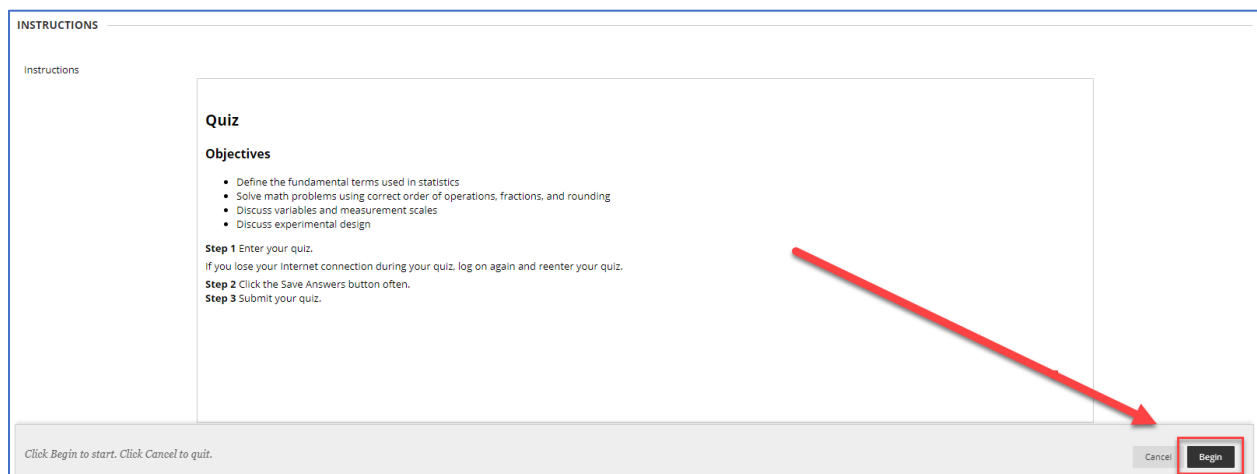 INSTRUCTIONS
Instructions
Quiz
Objectives
Define the fundamental terms used in statistics
Solve math problems using correct order of operations, fractions, and rounding
Discuss variables and measurement scales
Discuss experimental design
Step 1 Enter your quiz.
If you lose your Internet connection during your quiz, log on again and reenter your quiz.
Step 2 Click the Save Answers button often.
Step 3 Submit your quiz.
Click Begin to start. Click Cancel to quit.
Cancel Begin